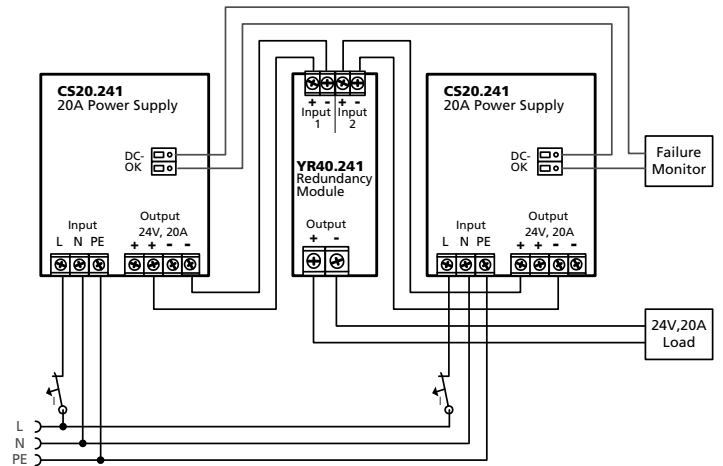 CS20.241
20A Power Supply
DC-
OK
Input
L N PE
Output
24V, 20A
+ + - -
+ - + -
Input
1
Input
2
YR40.241
Redundancy
Module
Output
+ -
CS20.241
20A Power Supply
DC-
OK
Input
L N PE
Output
24V, 20A
+ + - -
Failure
Monitor
24V,20A
Load
I
I
L
N
PE